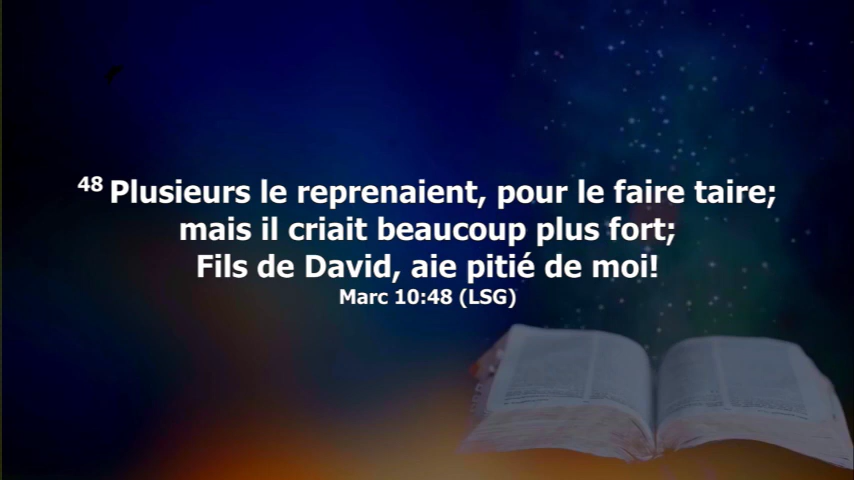 48 Plusieurs le reprenaient, pour le faire taire;
mais il criait beaucoup plus fort;
Fils de David, aie pitié de moi!
Marc 10:48 (LSG)